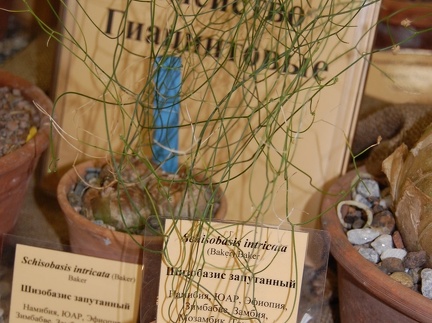 Гиацинтовые
Schisobasis intricata (Baker)
Baker
Шизобазис запутанный
Намибия, ЮАР, Эфиопия,
Schisobasis intricata
(Baker) Baker
Шизобазис запутанный
Намибия, ЮАР, Эфиопия,
Зимбабве, Замбия,